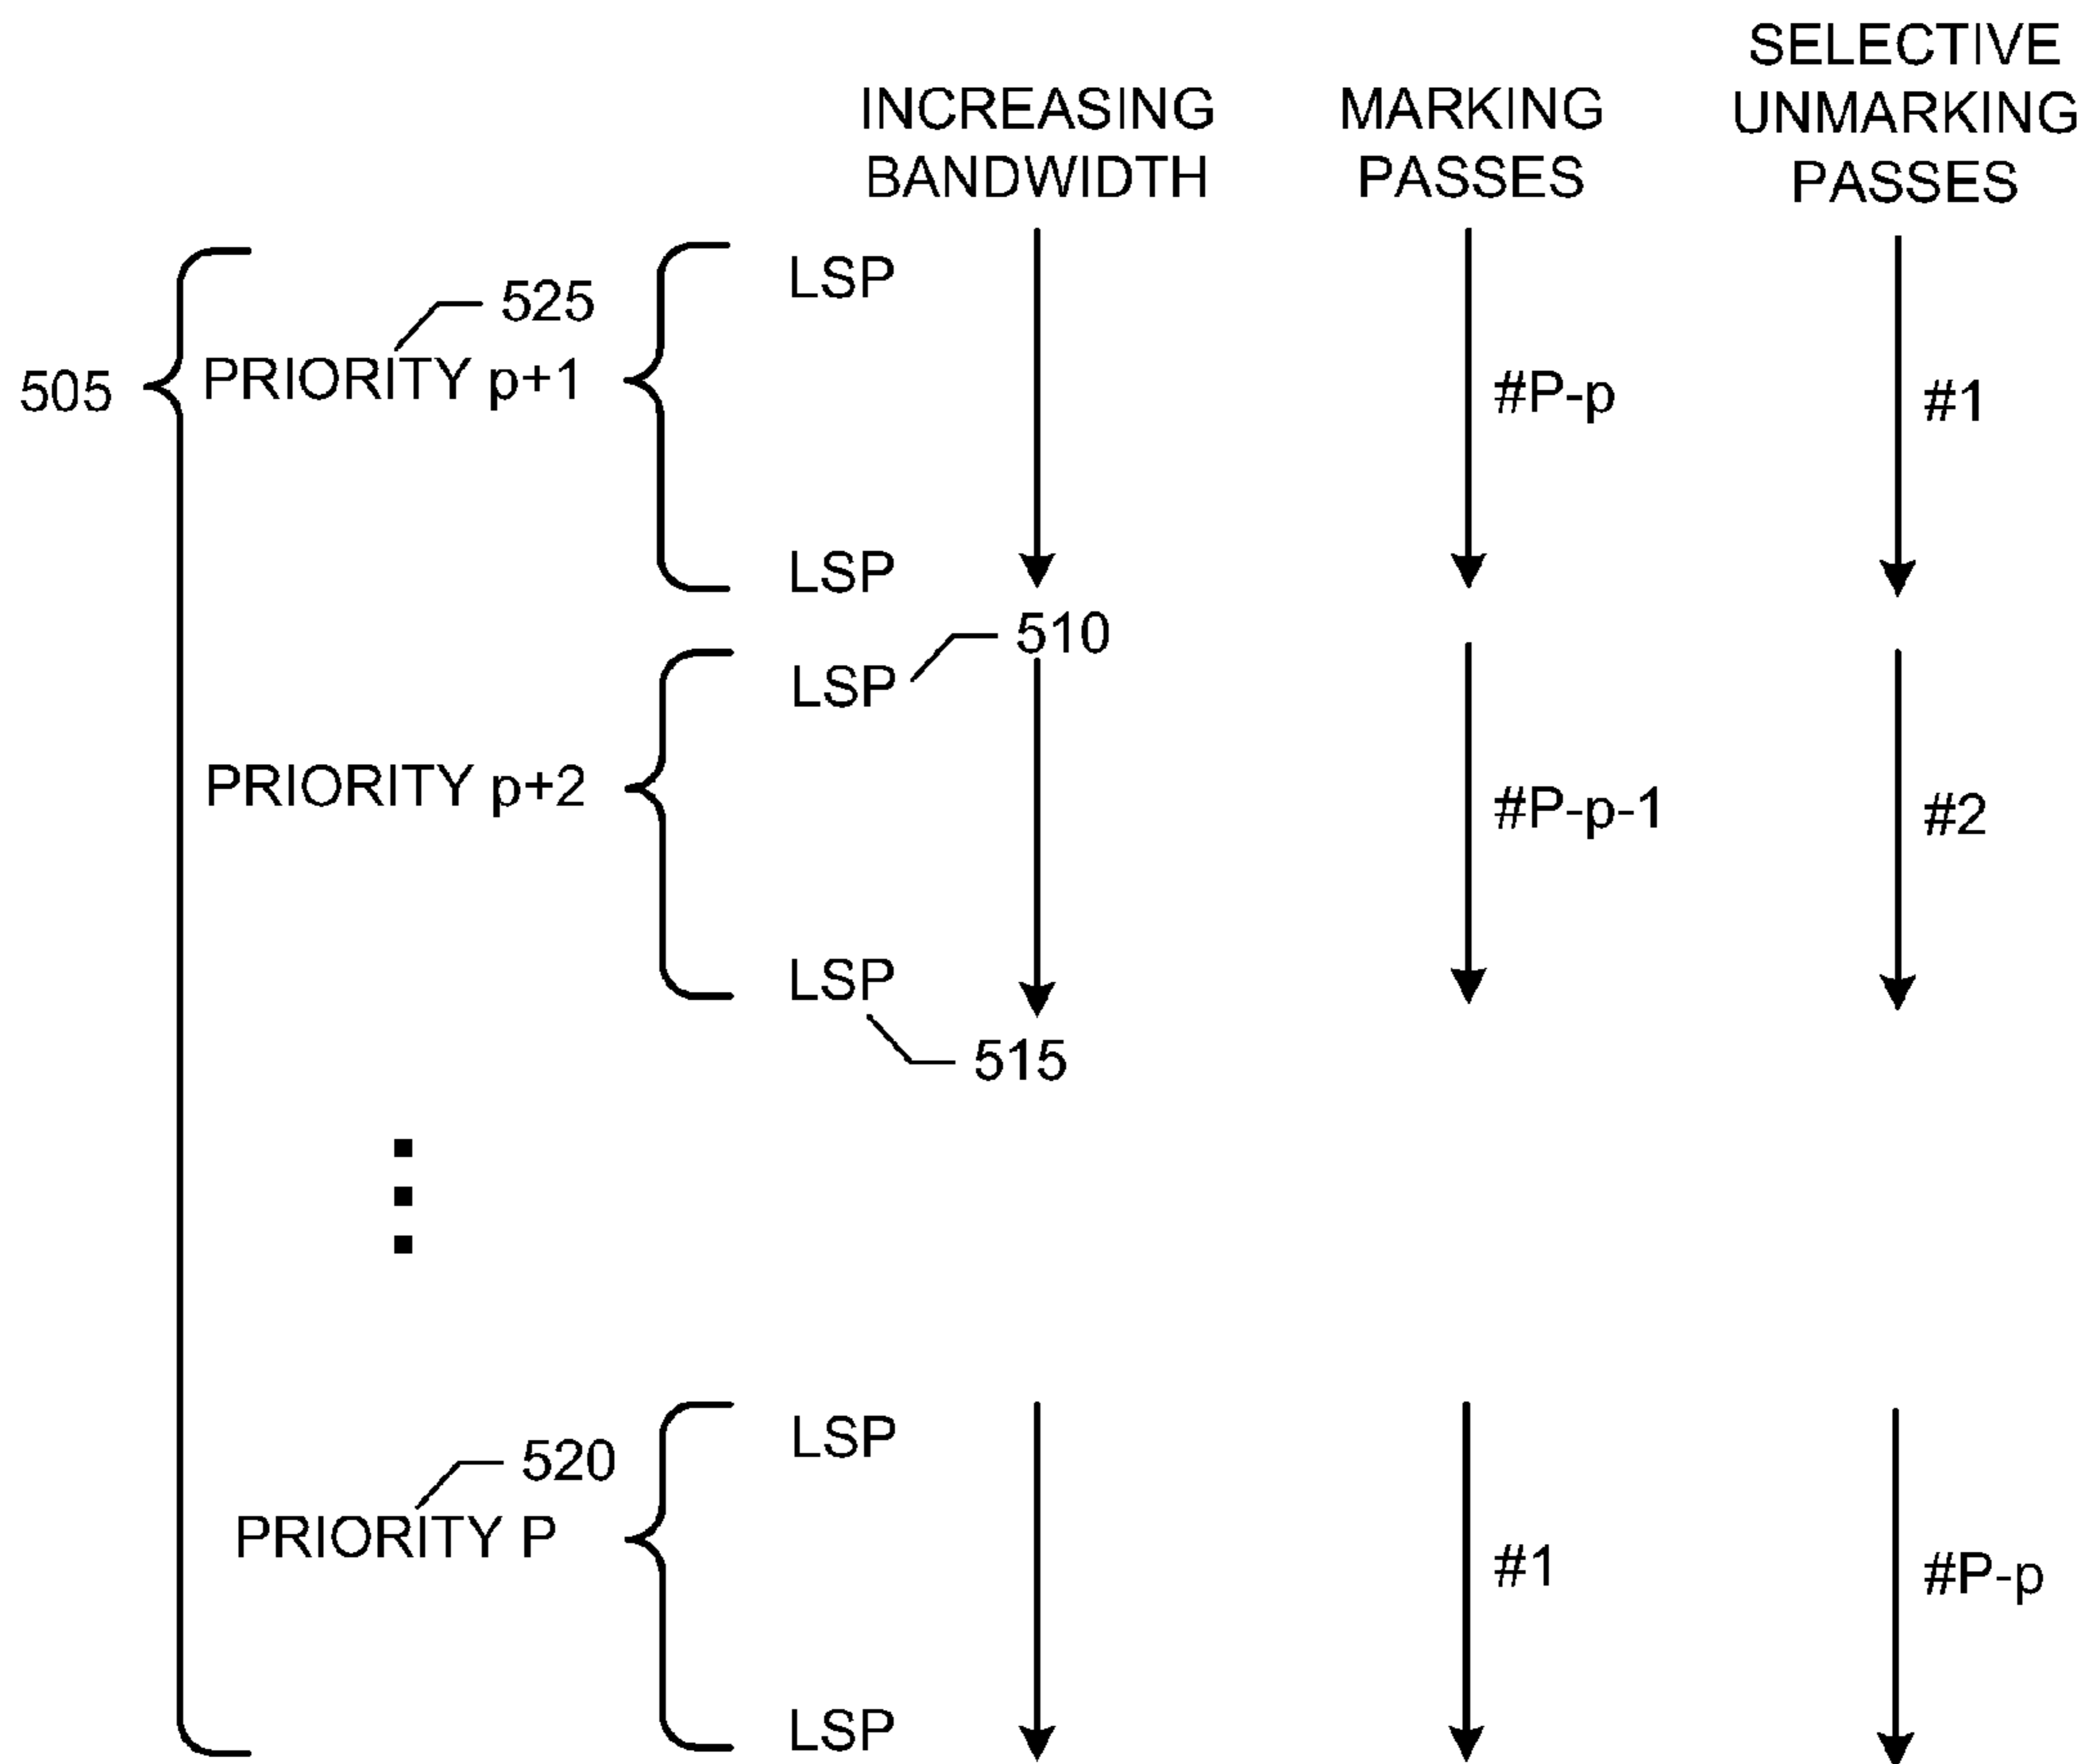 SELECTIVE
UNMARKING
PASSES
INCREASING
BANDWIDTH
MARKING
PASSES
505
525
PRIORITY p+1
LSP
LSP
#P-p
#1
510
LSP
PRIORITY p+2
LSP
515
#P-p-1
#2
520
PRIORITY P
LSP
LSP
#1
#P-p